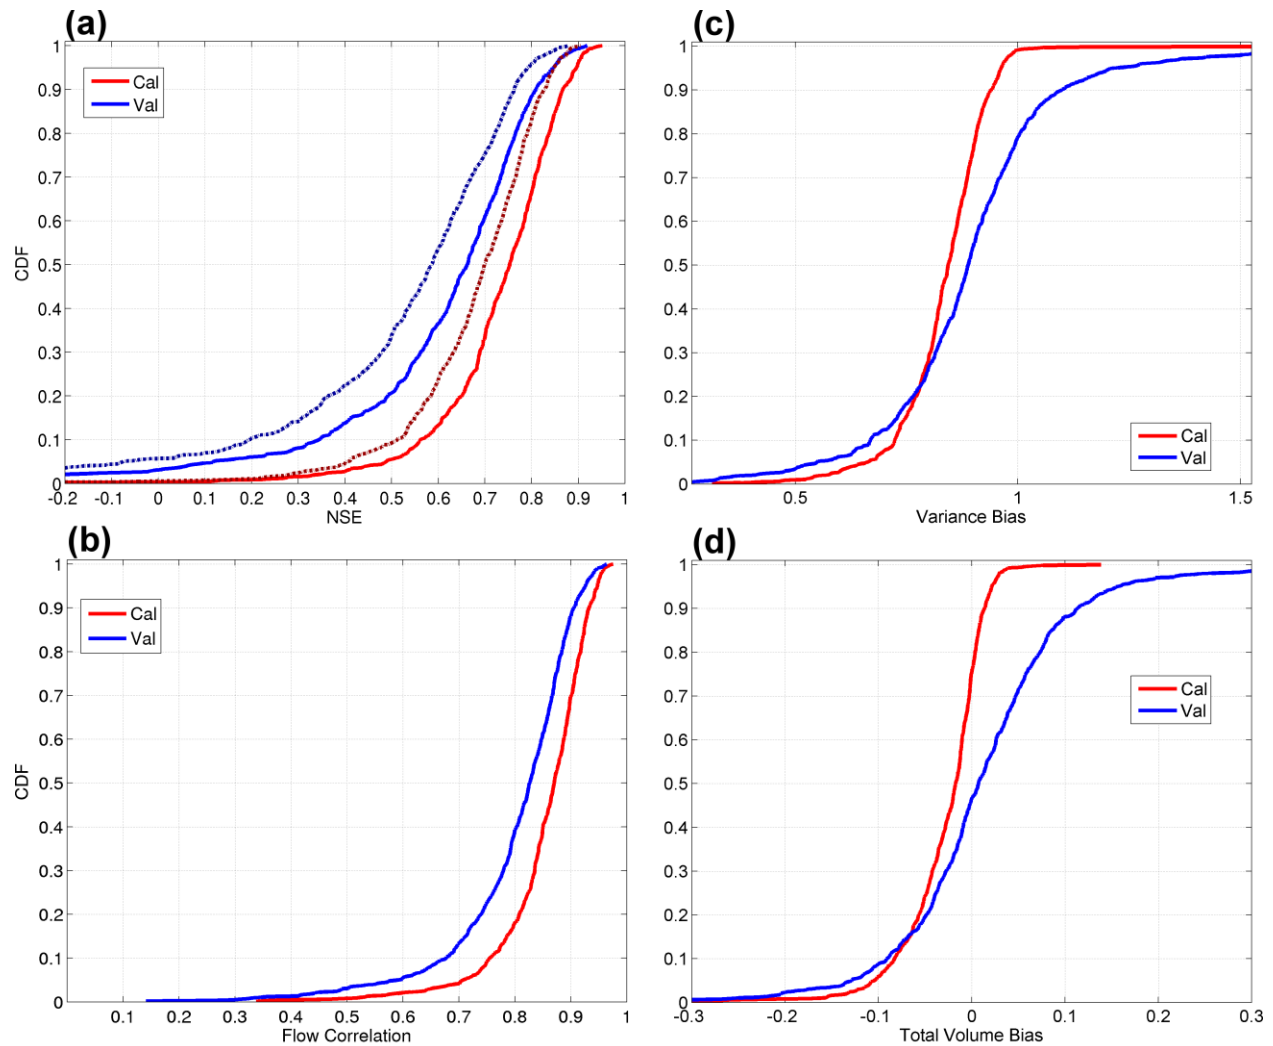 (a)
1
0.9
0.8
0.7
0.6
0.5
0.4
0.3
0.2
0.1
0
CDF
Cal
Val
-0.2 -0.1 0 0.1 0.2 0.3 0.4 0.5 0.6 0.7 0.8 0.9 1
NSE
(c)
1
0.9
0.8
0.7
0.6
0.5
0.4
0.3
0.2
0.1
0
Cal
Val
0.5 1 1.5
Variance Bias
(b)
1
0.9
0.8
0.7
0.6
0.5
0.4
0.3
0.2
0.1
0
CDF
Cal
Val
0.1 0.2 0.3 0.4 0.5 0.6 0.7 0.8 0.9 1
Flow Correlation
(d)
1
0.9
0.8
0.7
0.6
0.5
0.4
0.3
0.2
0.1
0
Cal
Val
-0.3 -0.2 -0.1 0 0.1 0.2 0.3
Total Volume Bias